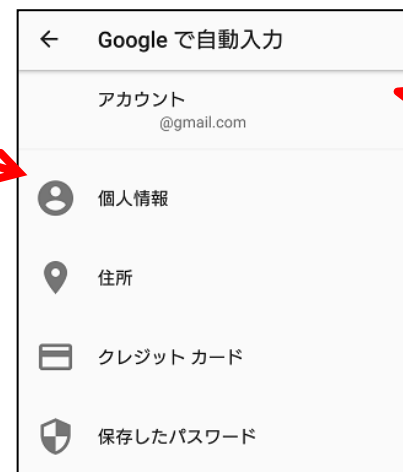 Google で自動入力
アカウント
@gmail.com
個人情報
住所
クレジット カード
保存したパスワード